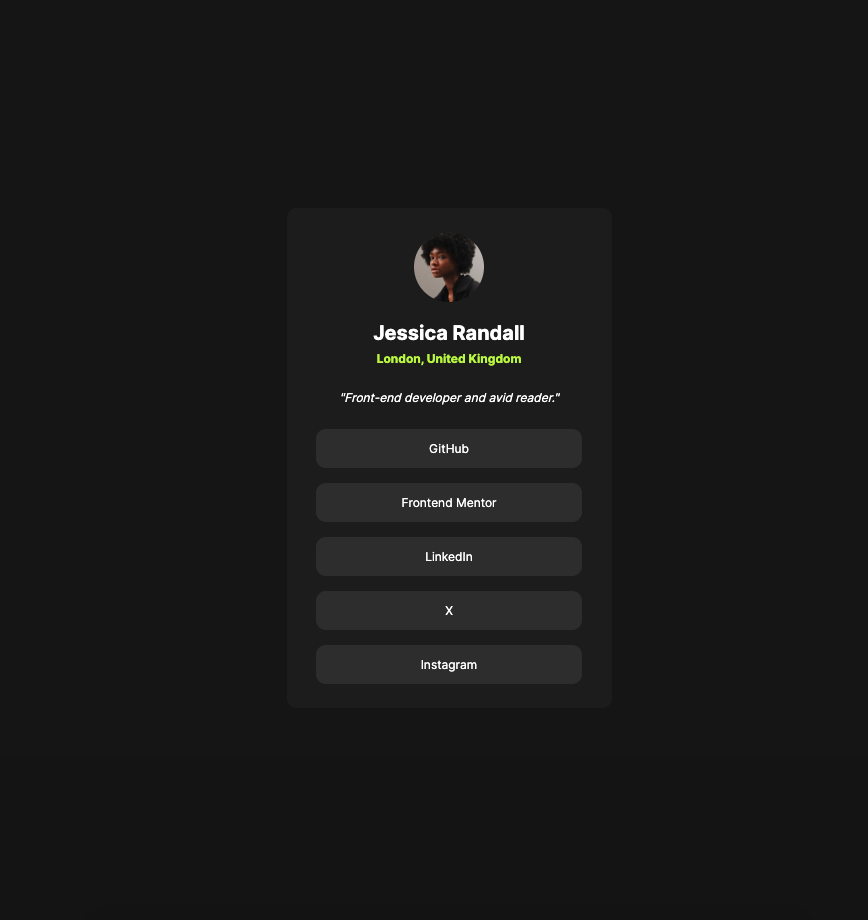 Jessica Randall
London, United Kingdom
"Front-end developer and avid reader."
GitHub
Frontend Mentor
LinkedIn
X
Instagram